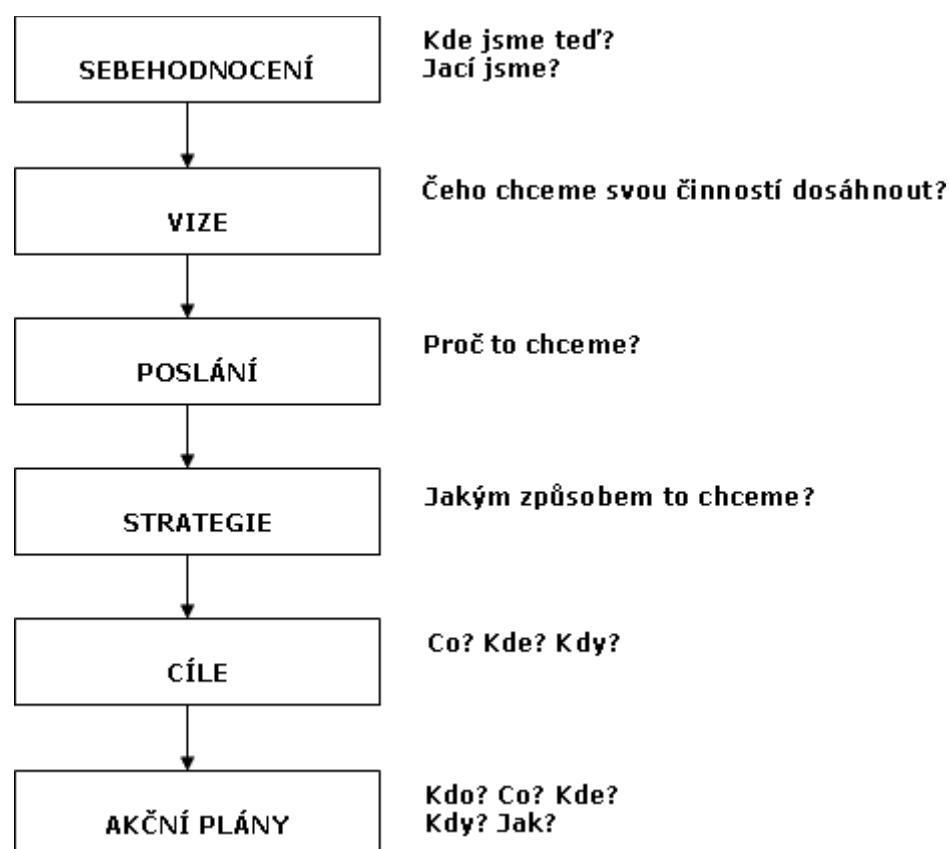 SEBEHODNOCENÍ
Kde jsme teď?
Jací jsme?
VIZE
Čeho chceme svou činností dosáhnout?
POSLÁNÍ
Proč to chceme?
STRATEGIE
Jakým způsobem to chceme?
CÍLE
Co? Kde? Kdy?
AKČNÍ PLÁNY
Kdo? Co? Kde?
Kdy? Jak?